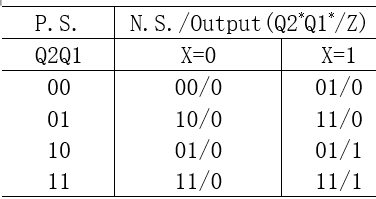 P.S. N.S./Output(Q2*Q1*/Z)
Q2Q1 X=0 X=1
00 00/0 01/0
01 10/0 11/0
10 01/0 01/1
11 11/0 11/1